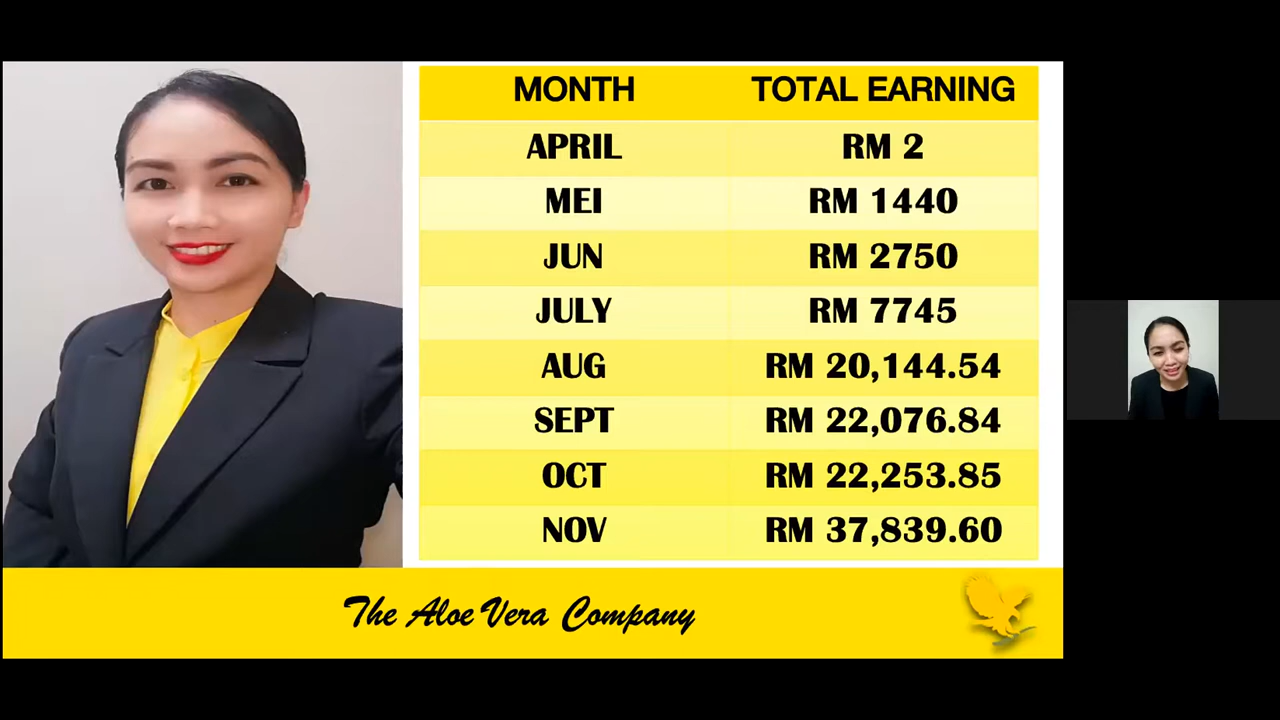 MONTH TOTAL EARNING
APRIL RM 2
MEI RM 1440
JUN RM 2750
JULY RM 7745
AUG RM 20,144.54
SEPT RM 22,076.84
OCT RM 22,253.85
NOV RM 37,839.60
The Aloe Vera Company